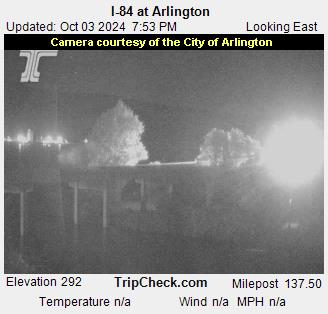 I-84 at Arlington
Updated: Oct 03 2024 7:53 PM Looking East
Camera courtesy of the City of Arlington
Elevation 292 TripCheck.com Milepost 137.50
Temperature n/a Wind n/a MPH n/a